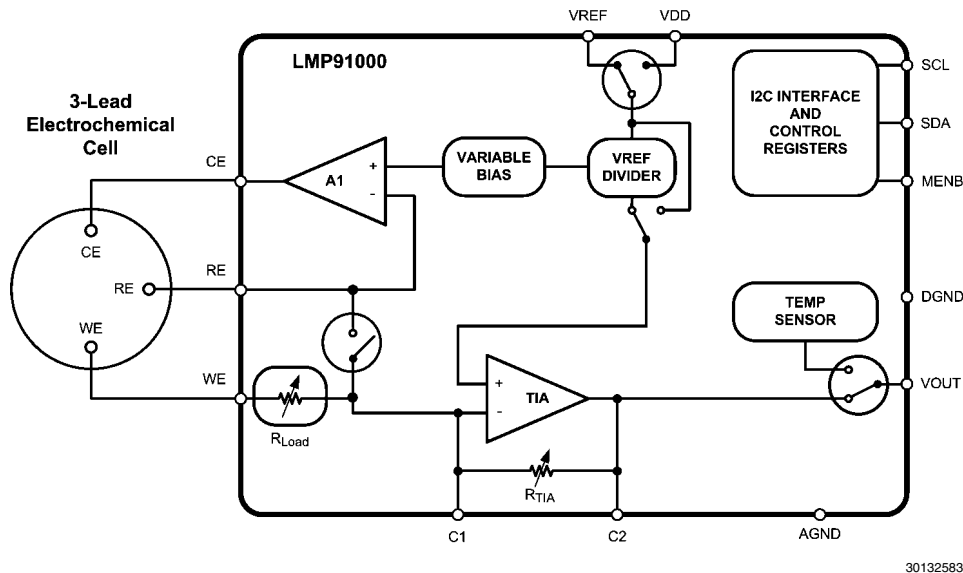 VREF VDD
LMP91000
SCL
3-Lead
Electrochemical
Cell
I2C INTERFACE
AND
CONTROL
REGISTERS
SDA
CE
A1
+
-
VARIABLE
BIAS
VREF
DIVIDER
MENB
CE
RE
RE
WE
TEMP
SENSOR
DGND
WE
RLoad
+
-
TIA
VOUT
RTIA
C1
C2
AGND
30132583